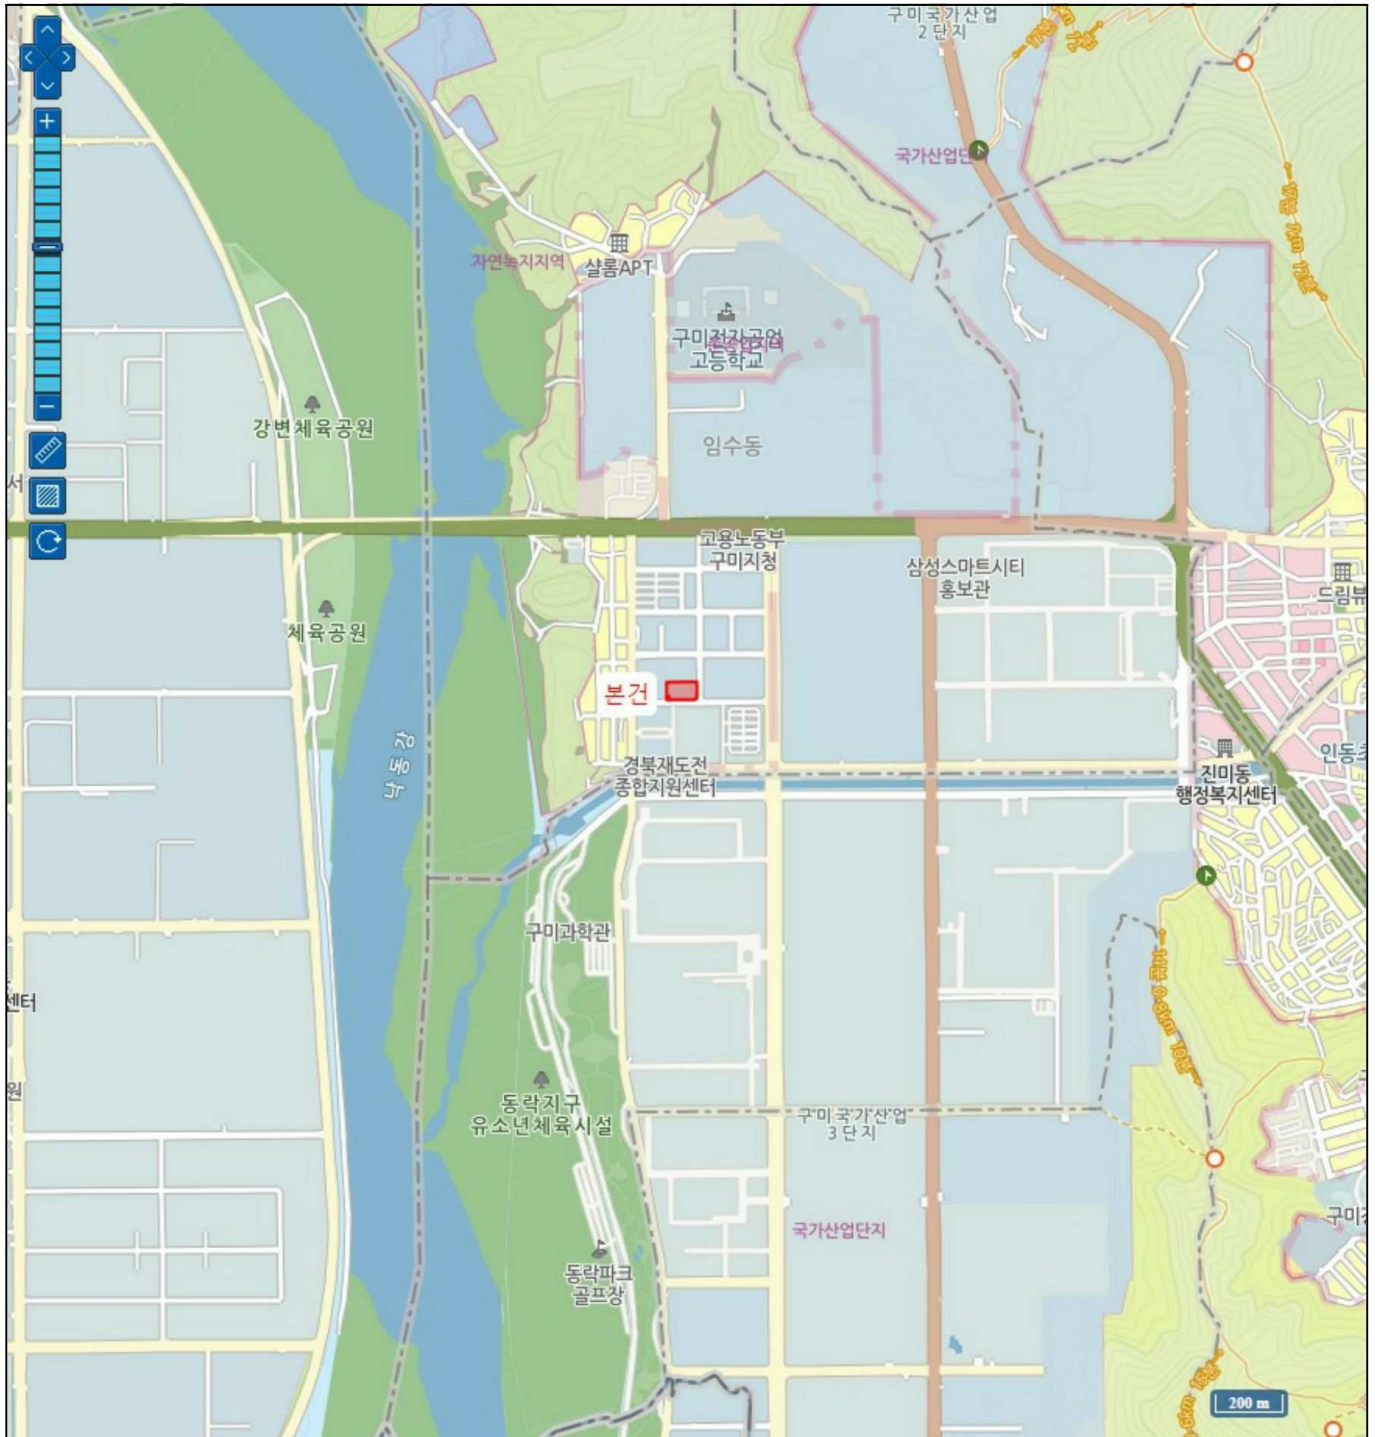 구미국가산업
2단지
국가산업단지
자연녹지지역
샬롬APT
구미전자공업
고등학교
강변체육공원
임수동
서
고용노동부
구미지청
삼성스마트시티
홍보관
드림뷰
체육공원
본건
낙동강
경북재도전
종합지원센터
진미동
행정복지센터
인동초
구미과학관
센터
원
동락지구
유소년체육시설
구미국가산업
3단지
국가산업단지
구미정
동락파크
골프장
200 m